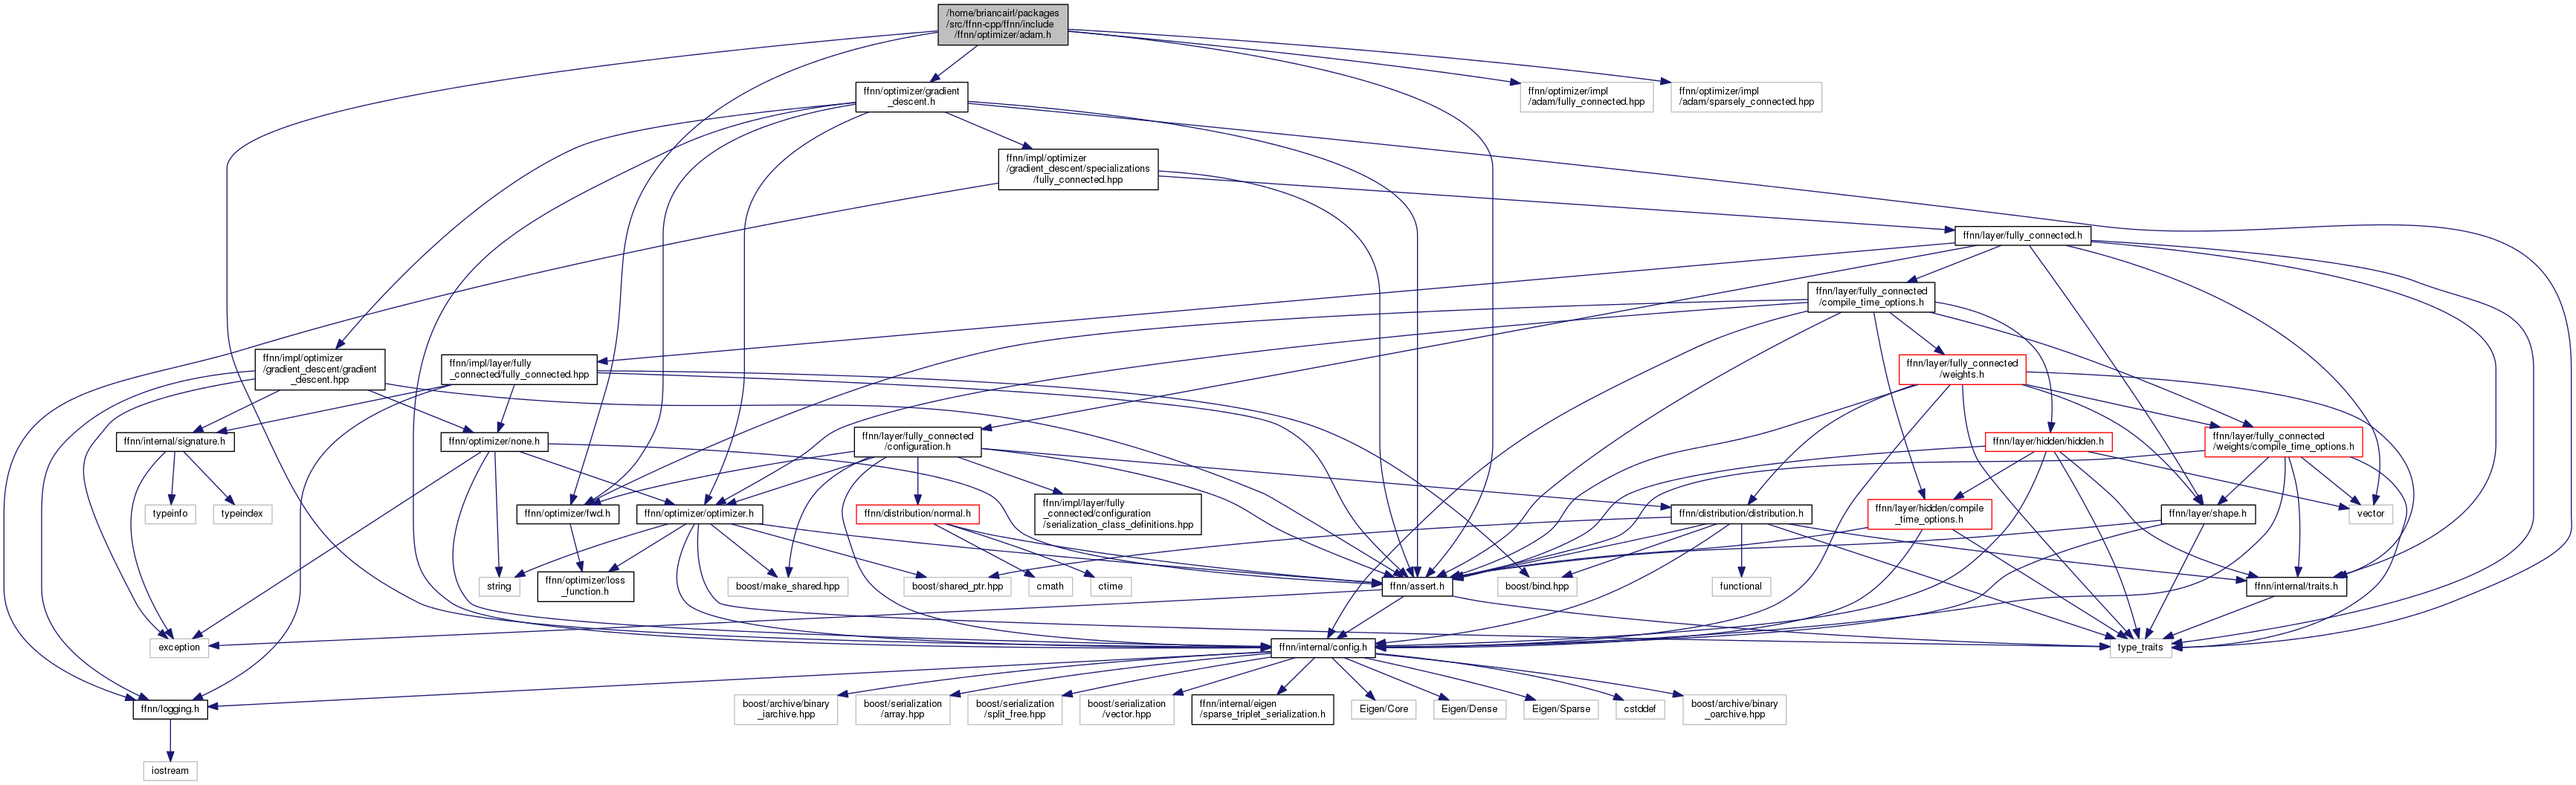 /home/briancairl/packages
/src/ffnn-cpp/ffnn/include
/ffnn/optimizer/adam.h
ffnn/optimizer/gradient
_descent.h
ffnn/optimizer/impl
/adam/fully_connected.hpp
ffnn/optimizer/impl
/adam/sparsely_connected.hpp
ffnn/impl/optimizer
/gradient_descent/specializations
/fully_connected.hpp
ffnn/layer/fully_connected.h
ffnn/layer/fully_connected
/compile_time_options.h
ffnn/impl/optimizer
/gradient_descent/gradient
_descent.hpp
ffnn/impl/layer/fully
_connected/fully_connected.hpp
ffnn/layer/fully_connected
/weights.h
ffnn/internal/signature.h
ffnn/optimizer/none.h
ffnn/layer/fully_connected
/configuration.h
ffnn/layer/hidden/hidden.h
ffnn/layer/fully_connected
/weights/compile_time_options.h
typeinfo
typeindex
ffnn/optimizer/fwd.h
ffnn/optimizer/optimizer.h
ffnn/distribution/normal.h
ffnn/impl/layer/fully
_connected/configuration
/serialization_class_definitions.hpp
ffnn/distribution/distribution.h
ffnn/layer/hidden/compile
_time_options.h
ffnn/layer/shape.h
vector
string
ffnn/optimizer/loss
_function.h
boost/make_shared.hpp
boost/shared_ptr.hpp
cmath
ctime
ffnn/assert.h
boost/bind.hpp
functional
ffnn/internal/traits.h
exception
ffnn/internal/config.h
type_traits
ffnn/logging.h
boost/archive/binary
_iarchive.hpp
boost/serialization
/array.hpp
boost/serialization
/split_free.hpp
boost/serialization
/vector.hpp
ffnn/internal/eigen
/sparse_triplet_serialization.h
Eigen/Core
Eigen/Dense
Eigen/Sparse
cstddef
boost/archive/binary
_oarchive.hpp
iostream